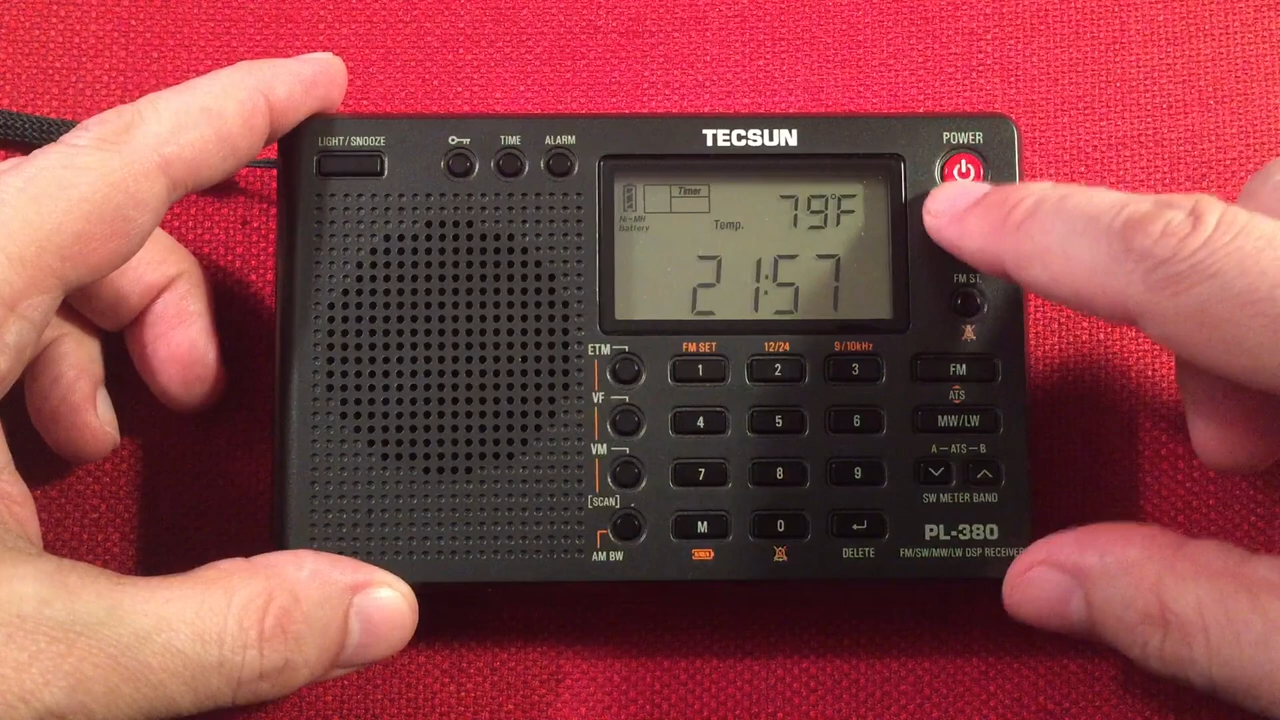 LIGHT/SNOOZE
TIME
ALARM
TECSUN
POWER
Timer
Ni-MH
Battery
Temp.
79°F
21:57
FM ST.
ETM
FM SET
12/24
9/10kHz
1
2
3
FM
VF
ATS
4
5
6
MW/LW
VM
A-ATS-B
7
8
9
[SCAN]
SW METER BAND
M
0
PL-380
AM BW
DELETE
FM/SW/MW/LW DSP RECEIVER